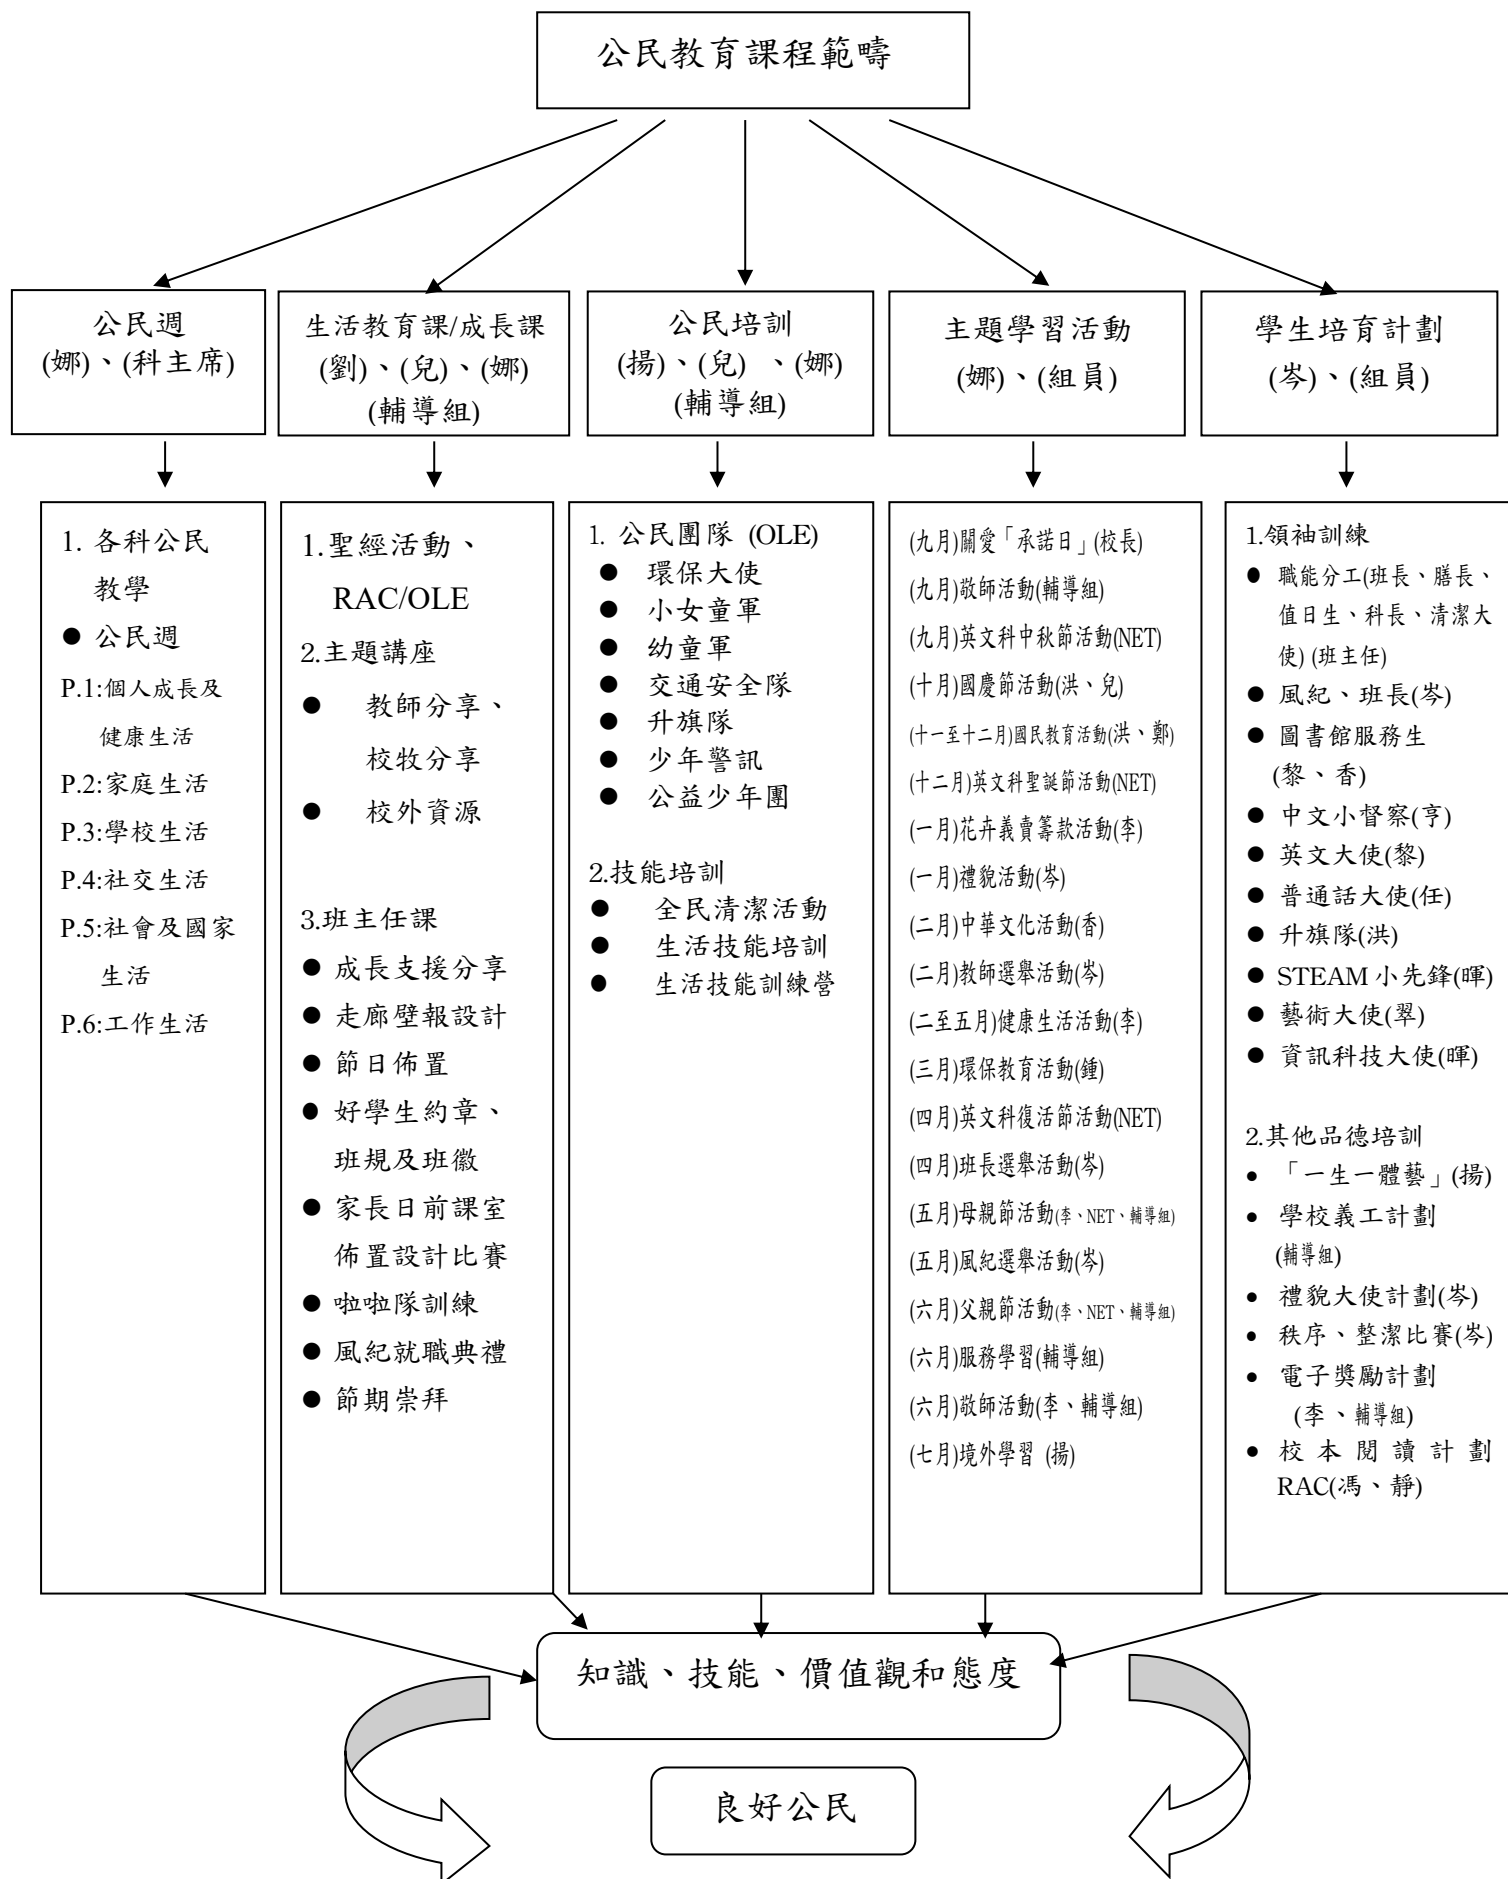 公民教育課程範疇
公民週
(娜)、(科主席)
生活教育課/成長課
(劉)、(兒)、(娜)
(輔導組)
公民培訓
(揚)、(兒) 、(娜)
(輔導組)
主題學習活動
(娜)、(組員)
學生培育計劃
(岑)、(組員)
1. 各科公民
教學
● 公民週
P.1:個人成長及
健康生活
P.2:家庭生活
P.3:學校生活
P.4:社交生活
P.5:社會及國家
生活
P.6:工作生活
1.聖經活動、
RAC/OLE
2.主題講座
● 教師分享、
校牧分享
● 校外資源
3.班主任課
● 成長支援分享
● 走廊壁報設計
● 節日佈置
● 好學生約章、
班規及班徽
● 家長日前課室
佈置設計比賽
● 啦啦隊訓練
● 風紀就職典禮
● 節期崇拜
1. 公民團隊 (OLE)
● 環保大使
● 小女童軍
● 幼童軍
● 交通安全隊
● 升旗隊
● 少年警訊
● 公益少年團
2.技能培訓
● 全民清潔活動
● 生活技能培訓
● 生活技能訓練營
(九月)關愛「承諾日」(校長)
(九月)敬師活動(輔導組)
(九月)英文科中秋節活動(NET)
(十月)國慶節活動(洪、兒)
(十一至十二月)國民教育活動(洪、鄭)
(十二月)英文科聖誕節活動(NET)
(一月)花卉義賣籌款活動(李)
(一月)禮貌活動(岑)
(二月)中華文化活動(香)
(二月)教師選舉活動(岑)
(二至五月)健康生活活動(李)
(三月)環保教育活動(鍾)
(四月)英文科復活節活動(NET)
(四月)班長選舉活動(岑)
(五月)母親節活動(李、NET、輔導組)
(五月)風紀選舉活動(岑)
(六月)父親節活動(李、NET、輔導組)
(六月)服務學習(輔導組)
(六月)敬師活動(李、輔導組)
(七月)境外學習 (揚)
1.領袖訓練
● 職能分工(班長、膳長、
值日生、科長、清潔大
使) (班主任)
● 風紀、班長(岑)
● 圖書館服務生
(黎、香)
● 中文小督察(亨)
● 英文大使(黎)
● 普通話大使(任)
● 升旗隊(洪)
● STEAM 小先鋒(暉)
● 藝術大使(翠)
● 資訊科技大使(暉)
2.其他品德培訓
• 「一生一體藝」(揚)
• 學校義工計劃
(輔導組)
• 禮貌大使計劃(岑)
• 秩序、整潔比賽(岑)
• 電子獎勵計劃
(李 、輔導組)
• 校 本 閱 讀 計 劃
RAC(馮、靜)
知識、技能、價值觀和態度
良好公民